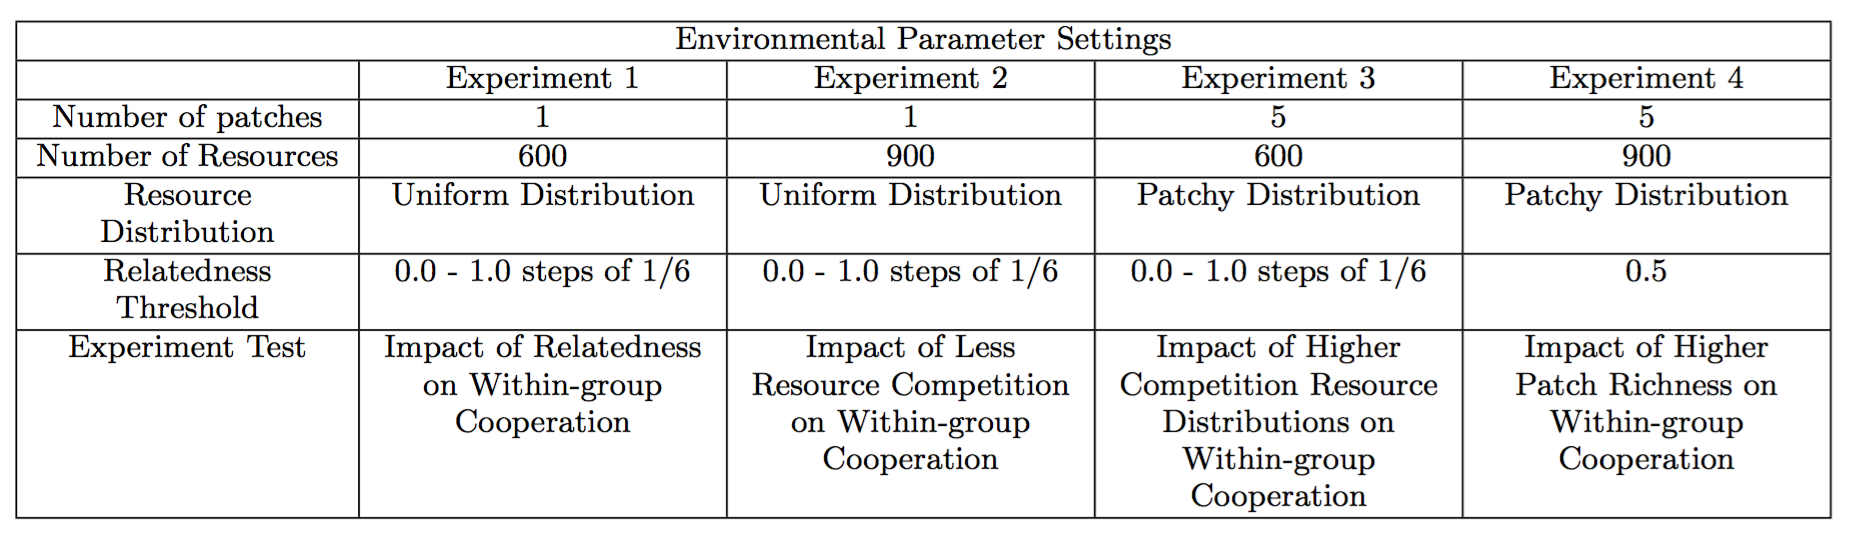 Environmental Parameter Settings
Experiment 1 Experiment 2 Experiment 3 Experiment 4
Number of patches 1 1 5 5
Number of Resources 600 900 600 900
Resource Uniform Distribution Uniform Distribution Patchy Distribution Patchy Distribution
Distribution
Relatedness 0.0 - 1.0 steps of 1/6 0.0 - 1.0 steps of 1/6 0.0 - 1.0 steps of 1/6 0.5
Threshold
Experiment Test Impact of Relatedness Impact of Less Impact of Higher Impact of Higher
on Within-group Resource Competition Competition Resource Patch Richness on
Cooperation on Within-group Distributions on Within-group
Cooperation Within-group Cooperation
Cooperation